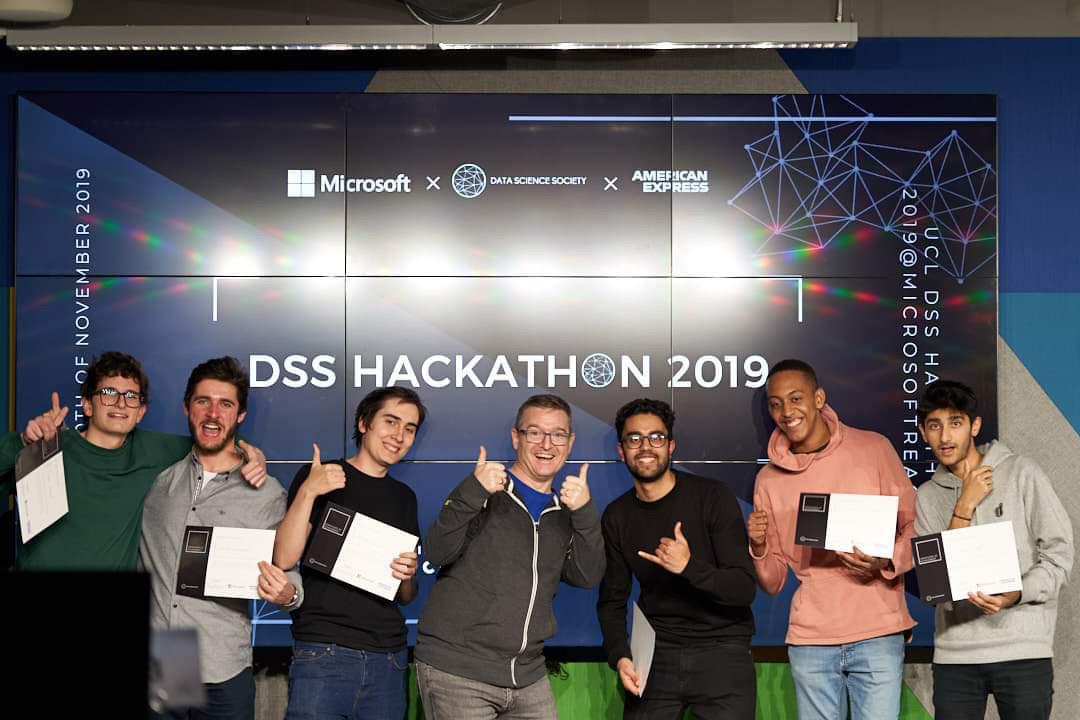 Microsoft × DATA SCIENCE SOCIETY × AMERICAN EXPRESS
DSS HACKATHON 2019
OF NOVEMBER 2019
UCL DSS HA
2019@MICROSOFTREA